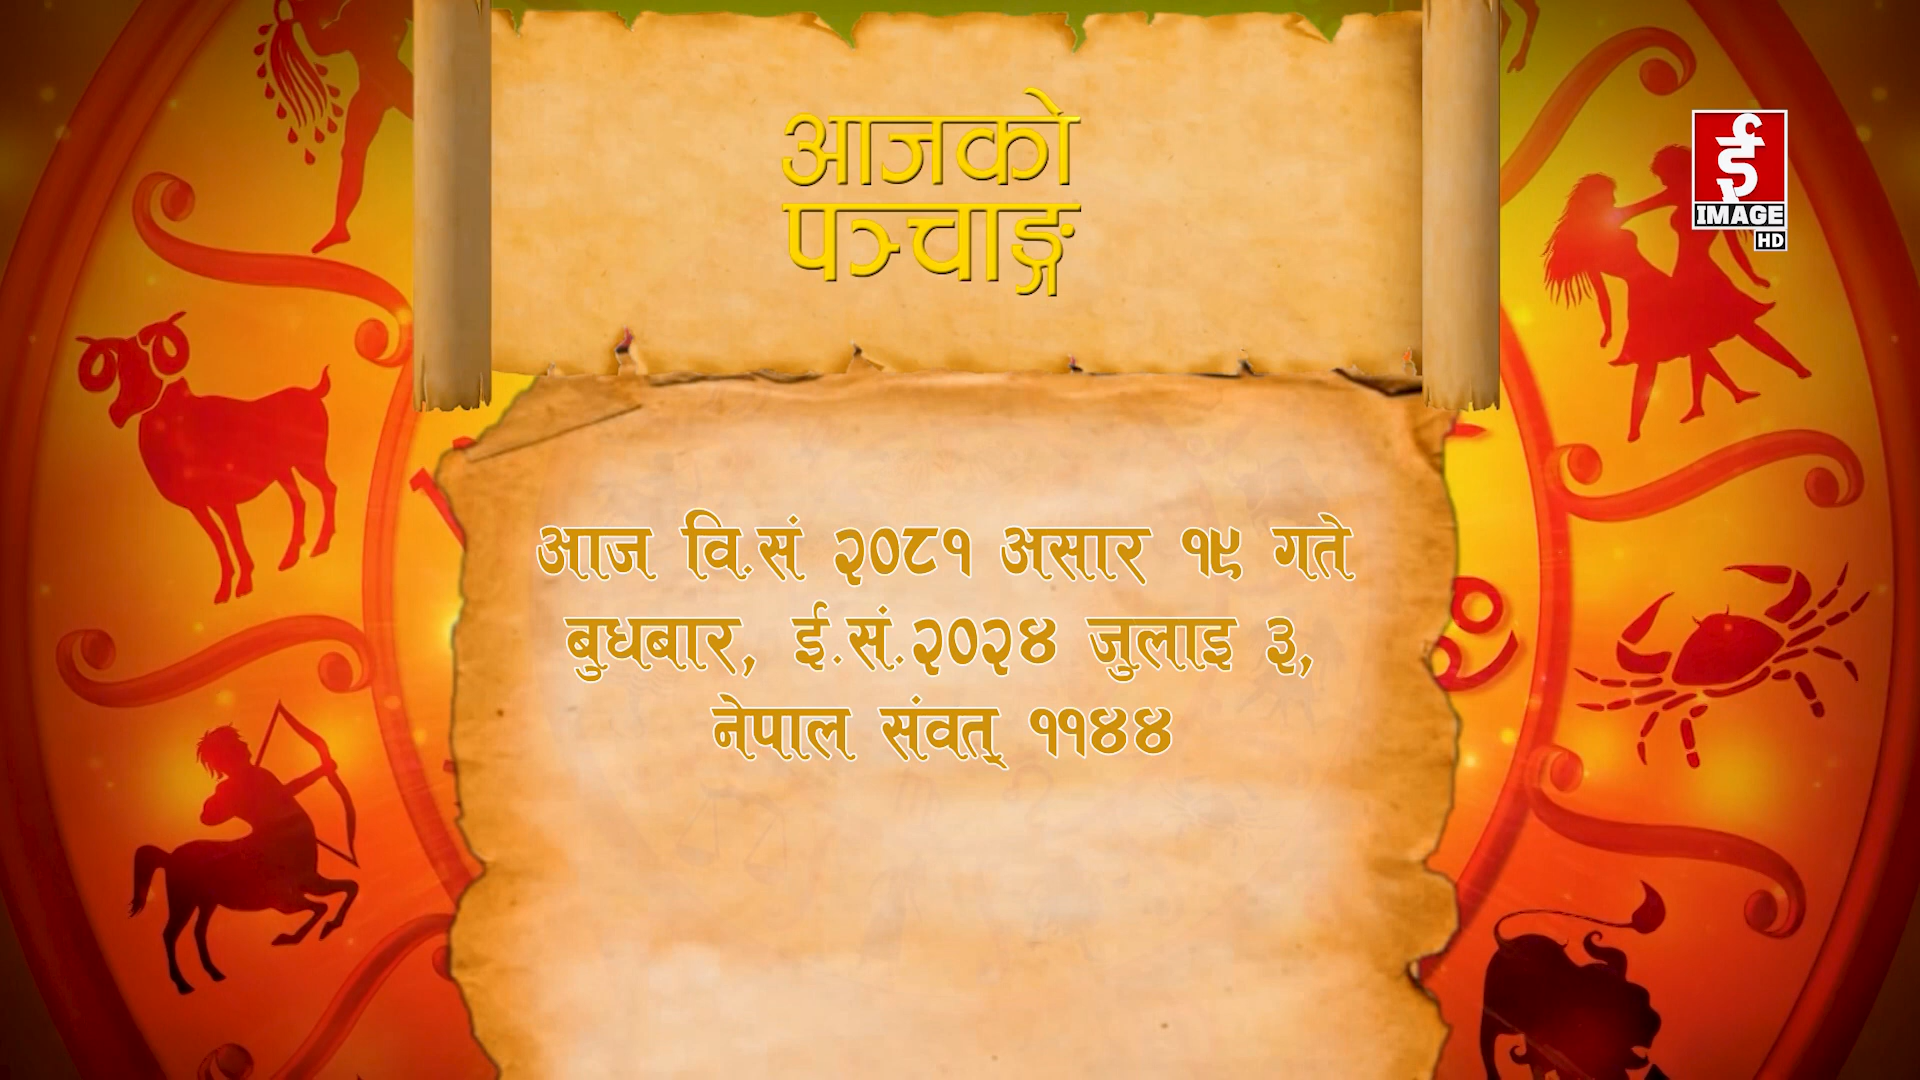 आजको
पञ्चाङ्ग
ई
IMAGE
HD
आज वि.सं २०८१ असार १९ गते
बुधबार, ई.सं.२०२४ जुलाइ ३,
नेपाल संवत् ११४४